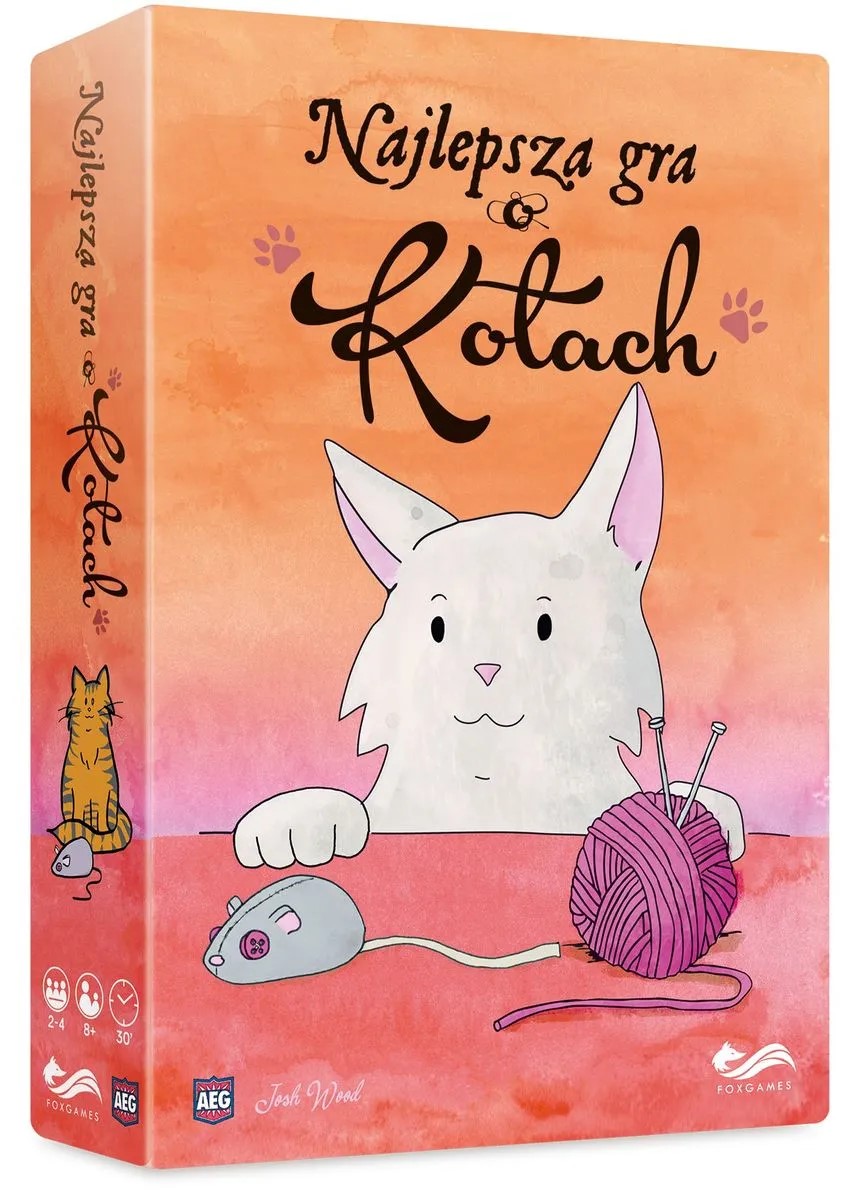 Najlepsza gra
o
Kotach
Najlepsza gra o Kotach
2-4
8+
30'
FOXGAMES
AEG
AEG
Josh Wood
FOXGAMES